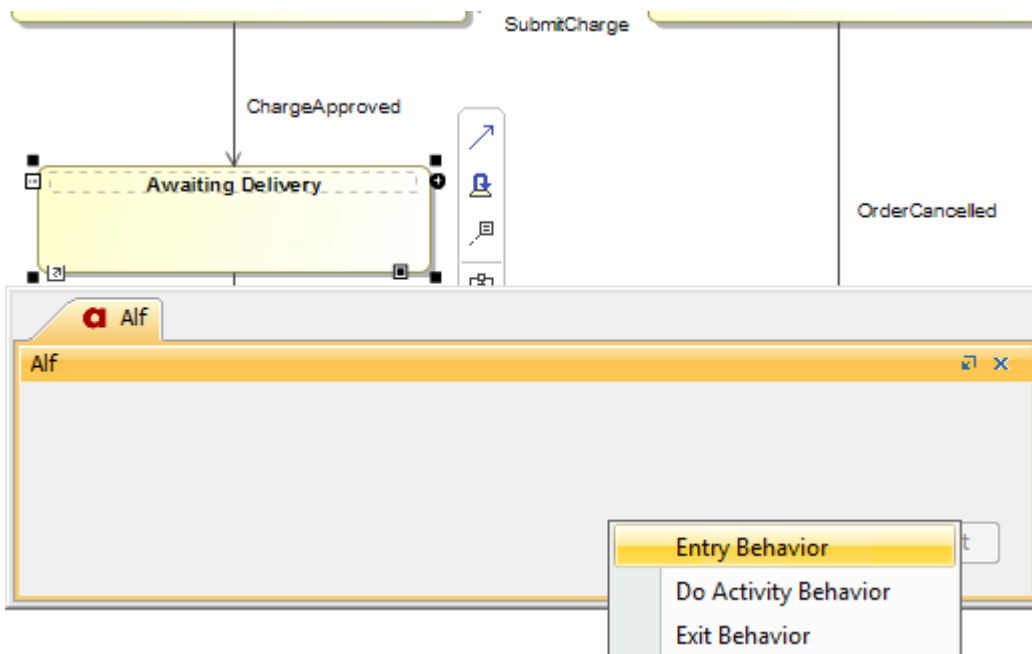 SubmitCharge
ChargeApproved
Awaiting Delivery
OrderCancelled
a Alf
Alf
Entry Behavior
t
Do Activity Behavior
Exit Behavior